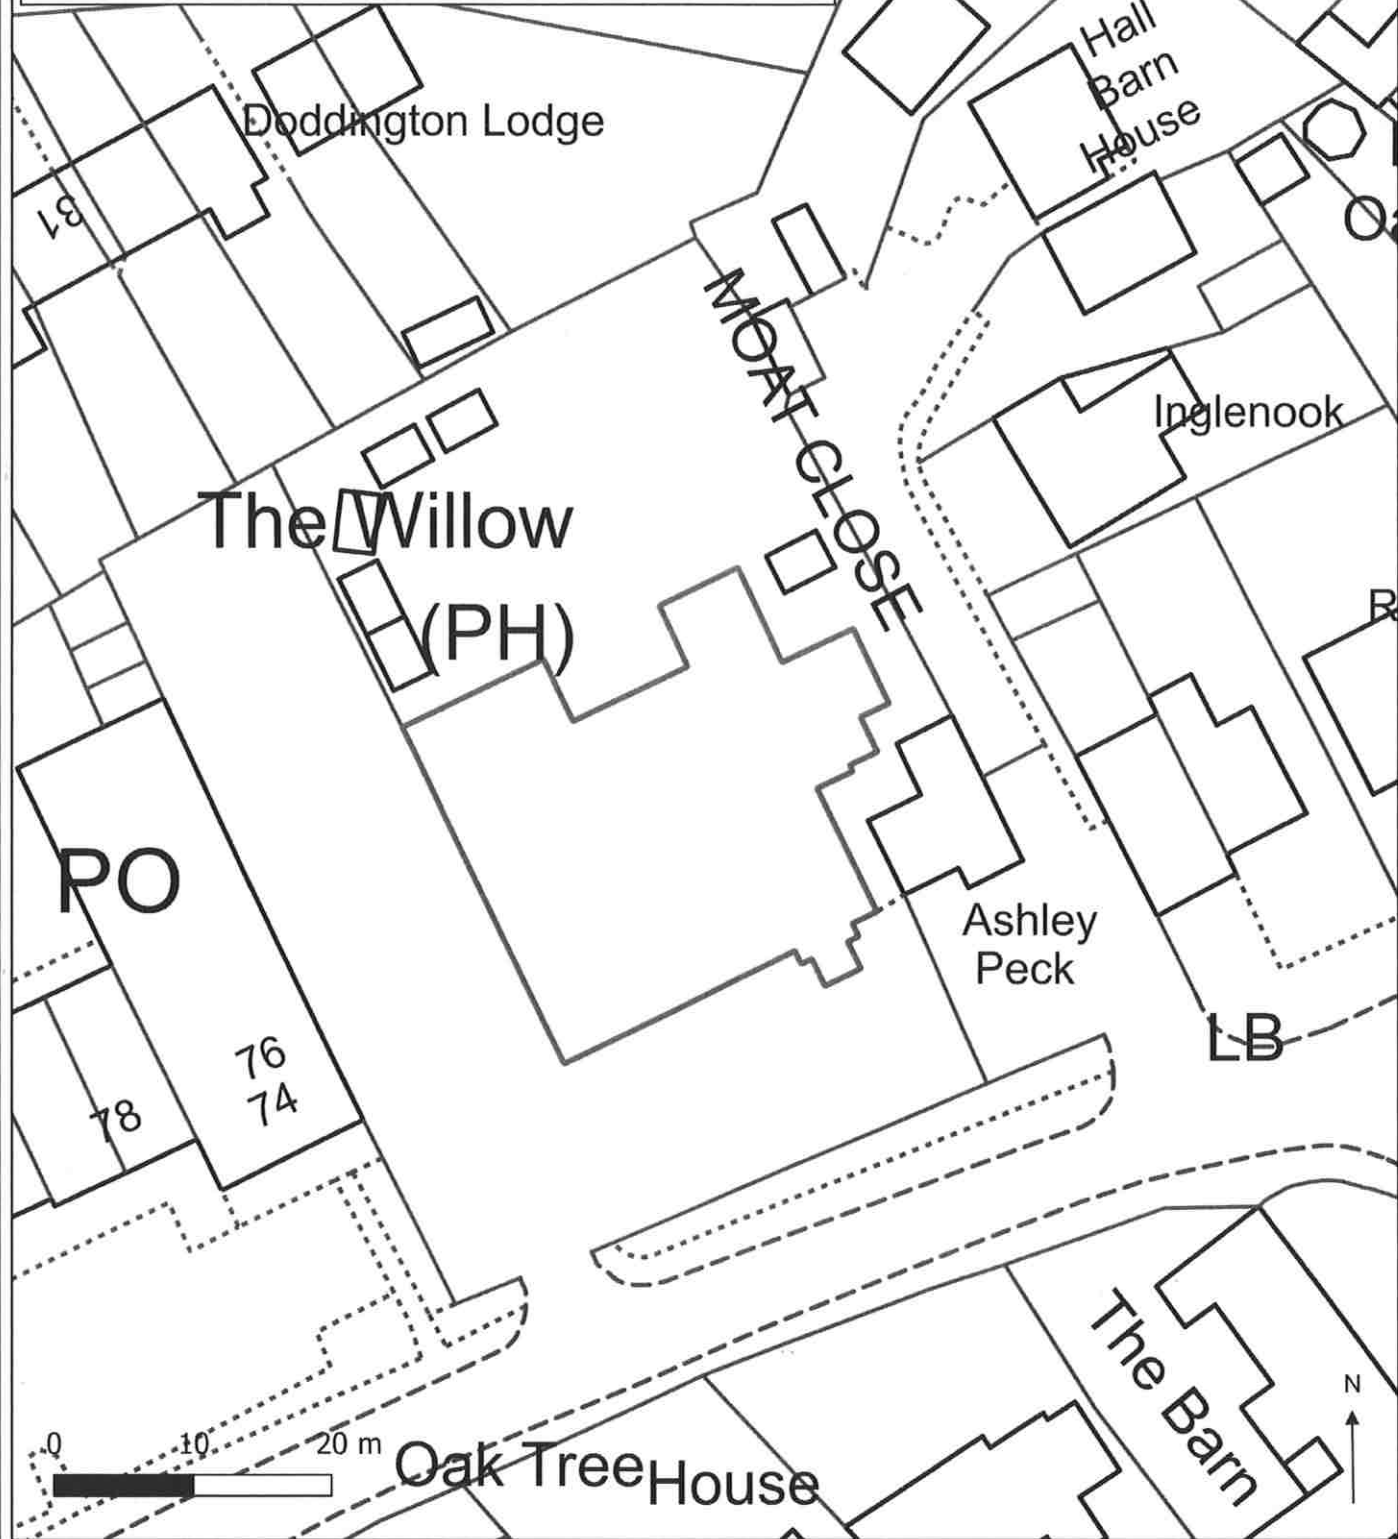 Hall
Barn
House
Doddington Lodge
31
MOAT CLOSE
Inglenook
The Willow
(PH)
PO
Ashley
Peck
LB
76
74
78
The Barn
N
0 10 20 m
Oak Tree House